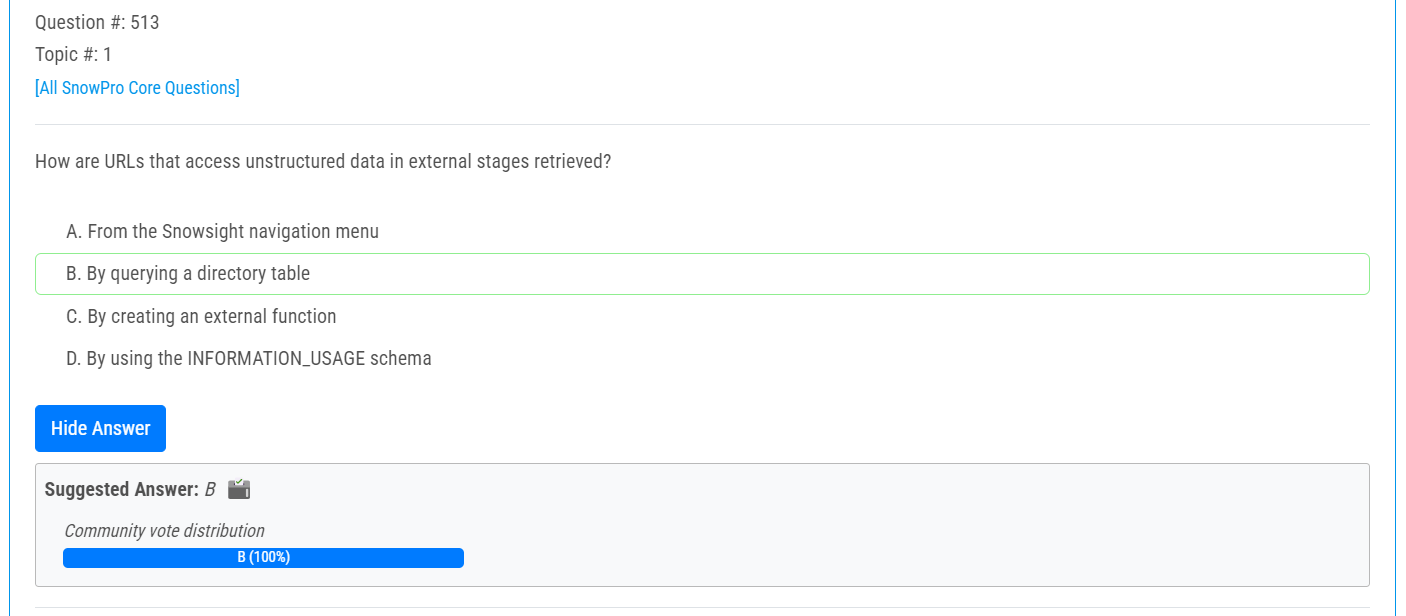 Question #: 513
Topic #: 1
[All SnowPro Core Questions]
How are URLs that access unstructured data in external stages retrieved?
A. From the Snowsight navigation menu
B. By querying a directory table
C. By creating an external function
D. By using the INFORMATION_USAGE schema
Hide Answer
Suggested Answer: B
Community vote distribution
B (100%)